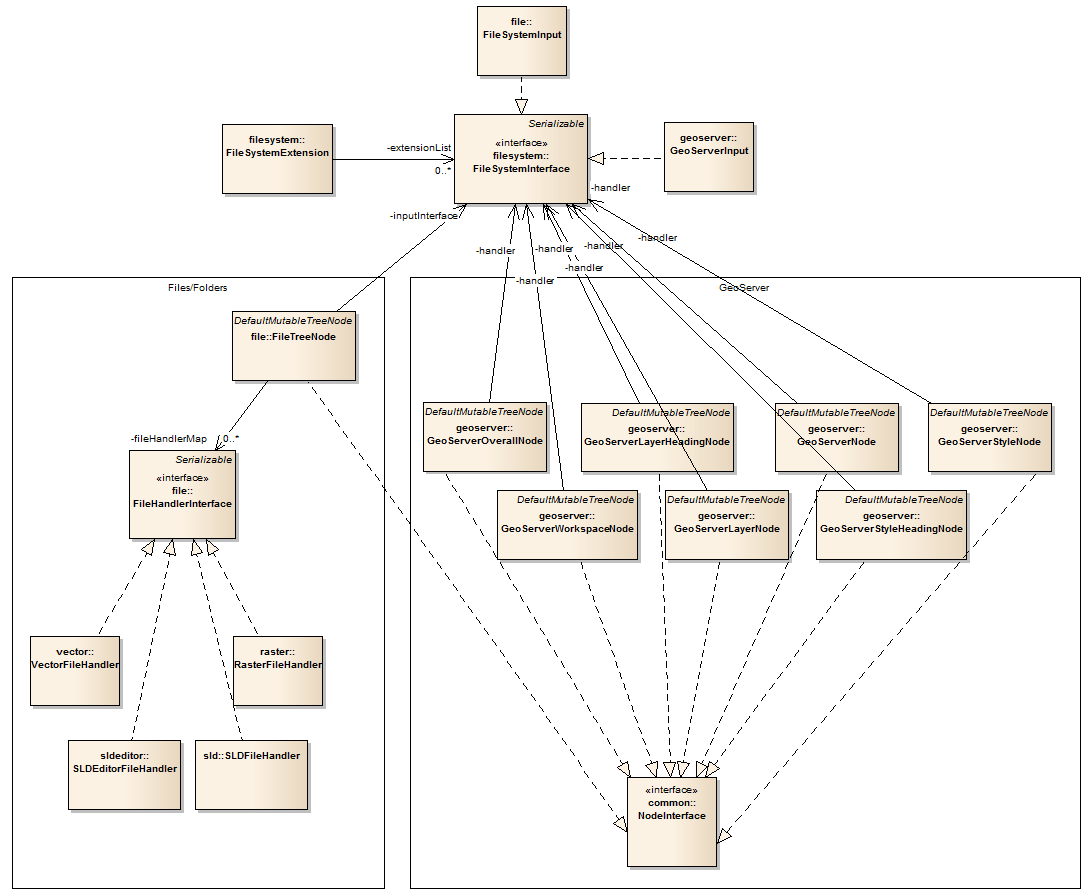 file::
FileSystemInput
Serializable
«interface»
filesystem::
FileSystemInterface
filesystem::
FileSystemExtension
-extensionList
0..*
geoserver::
GeoServerInput
-handler
-inputInterface
-handler
-handler
-handler
-handler
-handler
-handler
Files/Folders
GeoServer
DefaultMutableTreeNode
file::FileTreeNode
-fileHandlerMap
0..*
Serializable
«interface»
file::
FileHandlerInterface
DefaultMutableTreeNode
geoserver::
GeoServerOverallNode
DefaultMutableTreeNode
geoserver::
GeoServerLayerHeadingNode
DefaultMutableTreeNode
geoserver::
GeoServerNode
DefaultMutableTreeNode
geoserver::
GeoServerStyleNode
DefaultMutableTreeNode
geoserver::
GeoServerWorkspaceNode
DefaultMutableTreeNode
geoserver::
GeoServerLayerNode
DefaultMutableTreeNode
geoserver::
GeoServerStyleHeadingNode
vector::
VectorFileHandler
raster::
RasterFileHandler
sldeditor::
SLDEditorFileHandler
sld::SLDFileHandler
«interface»
common::
NodeInterface